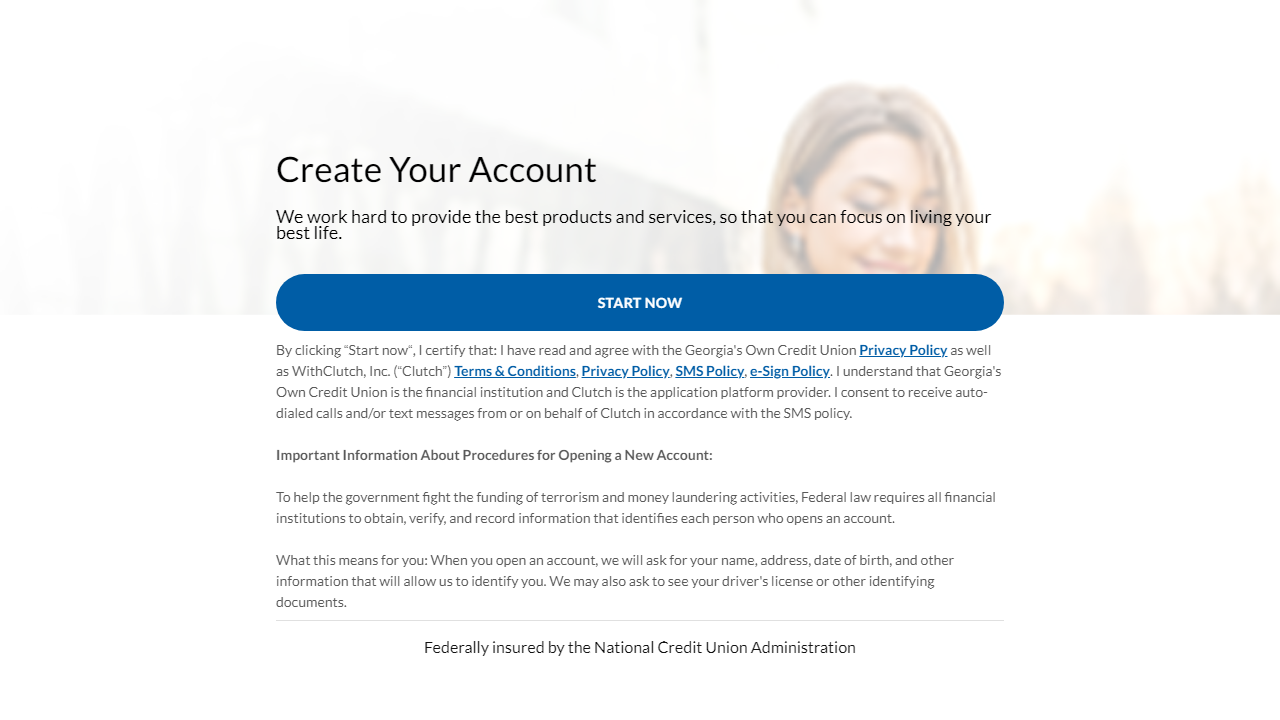 Create Your Account
We work hard to provide the best products and services, so that you can focus on living your
best life.
START NOW
By clicking “Start now“, I certify that: I have read and agree with the Georgia's Own Credit Union Privacy Policy as well
as WithClutch, Inc. (“Clutch”) Terms & Conditions, Privacy Policy, SMS Policy, e-Sign Policy. I understand that Georgia's
Own Credit Union is the financial institution and Clutch is the application platform provider. I consent to receive auto-
dialed calls and/or text messages from or on behalf of Clutch in accordance with the SMS policy.
Important Information About Procedures for Opening a New Account:
To help the government fight the funding of terrorism and money laundering activities, Federal law requires all financial
institutions to obtain, verify, and record information that identifies each person who opens an account.
What this means for you: When you open an account, we will ask for your name, address, date of birth, and other
information that will allow us to identify you. We may also ask to see your driver's license or other identifying
documents.
Federally insured by the National Credit Union Administration